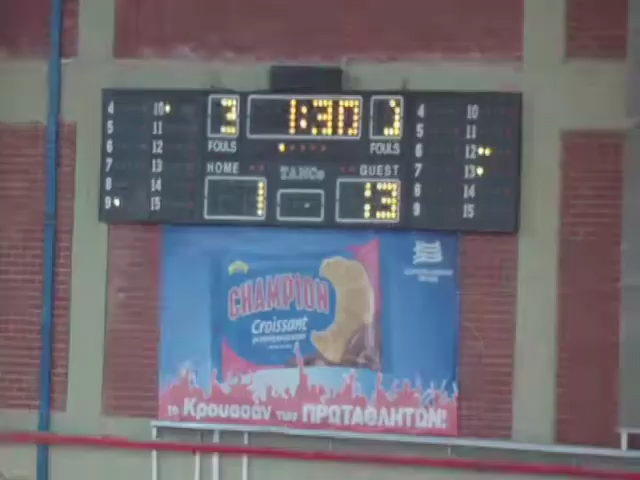 4 10 3 1:30 3 4 10
5 11 5 11
6 12 FOULS FOULS 6 12
7 13 HOME TANCo GUEST 7 13
8 14 8 14
9 15 1 13 9 15
CHAMPION
Croissant
το Κρουασάν των ΠΡΩΤΑΘΛΗΤΩΝ!